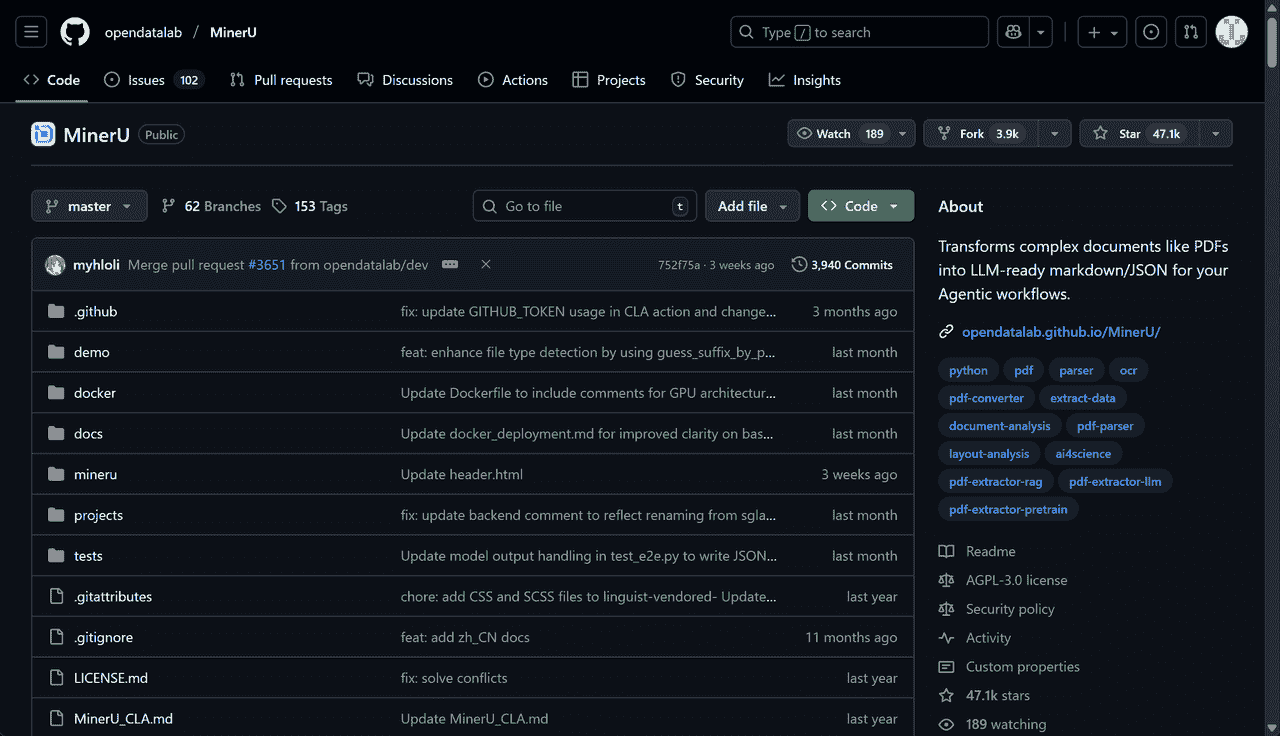 opendatalab / MinerU
Type / to search
Code
Issues 102
Pull requests
Discussions
Actions
Projects
Security
Insights
MinerU Public
Watch 189
Fork 3.9k
Star 47.1k
master
62 Branches
153 Tags
Go to file t
Add file
Code
myhloli Merge pull request #3651 from opendatalab/dev
752f75a · 3 weeks ago
3,940 Commits
.github fix: update GITHUB_TOKEN usage in CLA action and change... 3 months ago
demo feat: enhance file type detection by using guess_suffix_by_p... last month
docker Update Dockerfile to include comments for GPU architectur... last month
docs Update docker_deployment.md for improved clarity on bas... last month
mineru Update header.html 3 weeks ago
projects fix: update backend comment to reflect renaming from sgla... last month
tests Update model output handling in test_e2e.py to write JSON... last month
.gitattributes chore: add CSS and SCSS files to linguist-vendored- Update... last year
.gitignore feat: add zh_CN docs 11 months ago
LICENSE.md fix: solve conflicts last year
MinerU_CLA.md Update MinerU_CLA.md last year
About
Transforms complex documents like PDFs
into LLM-ready markdown/JSON for your
Agentic workflows.
opendatalab.github.io/MinerU/
python pdf parser ocr
pdf-converter extract-data
document-analysis pdf-parser
layout-analysis ai4science
pdf-extractor-rag pdf-extractor-llm
pdf-extractor-pretrain
Readme
AGPL-3.0 license
Security policy
Activity
Custom properties
47.1k stars
189 watching